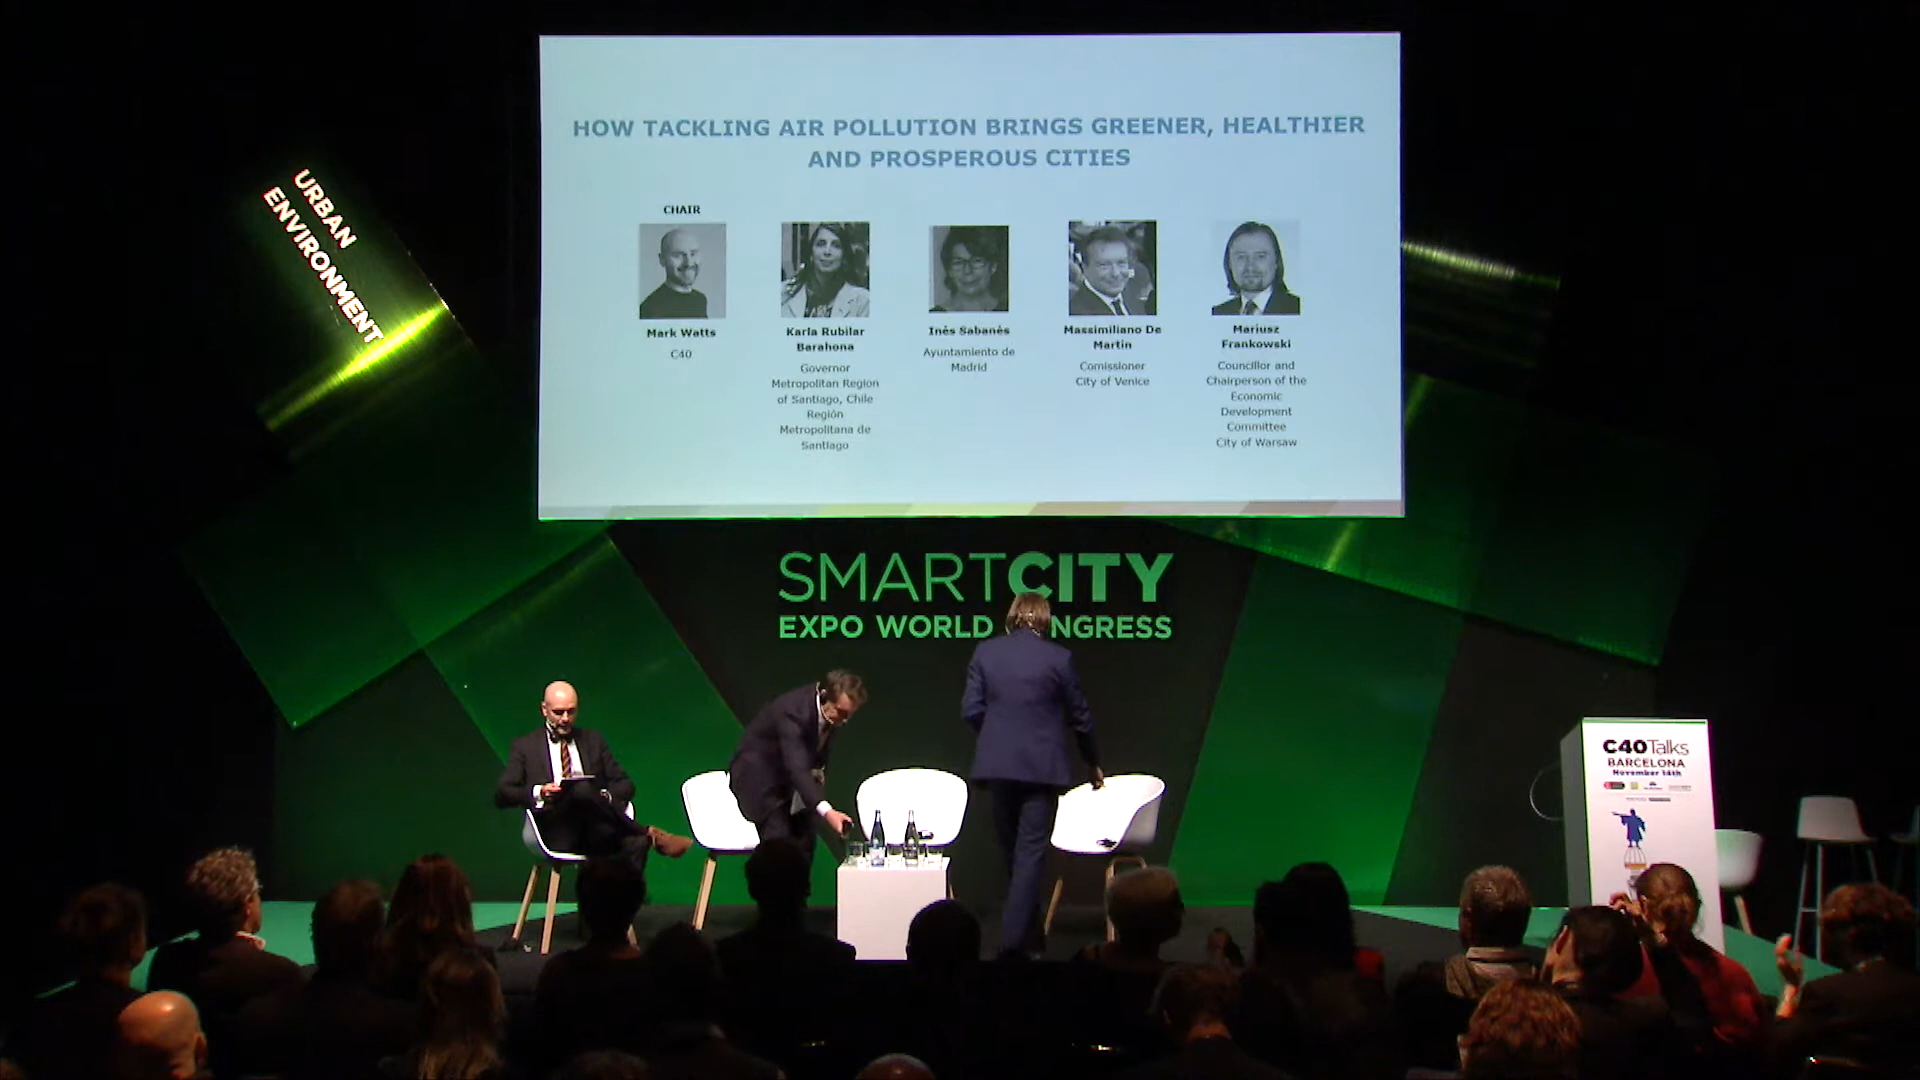 HOW TACKLING AIR POLLUTION BRINGS GREENER, HEALTHIER
AND PROSPEROUS CITIES
CHAIR
Mark Watts
C40
Karla Rubilar
Barahona
Governor
Metropolitan Region
of Santiago, Chile
Región
Metropolitana de
Santiago
Inés Sabanés
Ayuntamiento de
Madrid
Massimiliano De
Martin
Comissioner
City of Venice
Mariusz
Frankowski
Councillor and
Chairperson of the
Economic
Development
Committee
City of Warsaw
URBAN
ENVIRONMENT
SMARTCITY
EXPO WORLD NGRESS
C40Talks
BARCELONA
November 14th